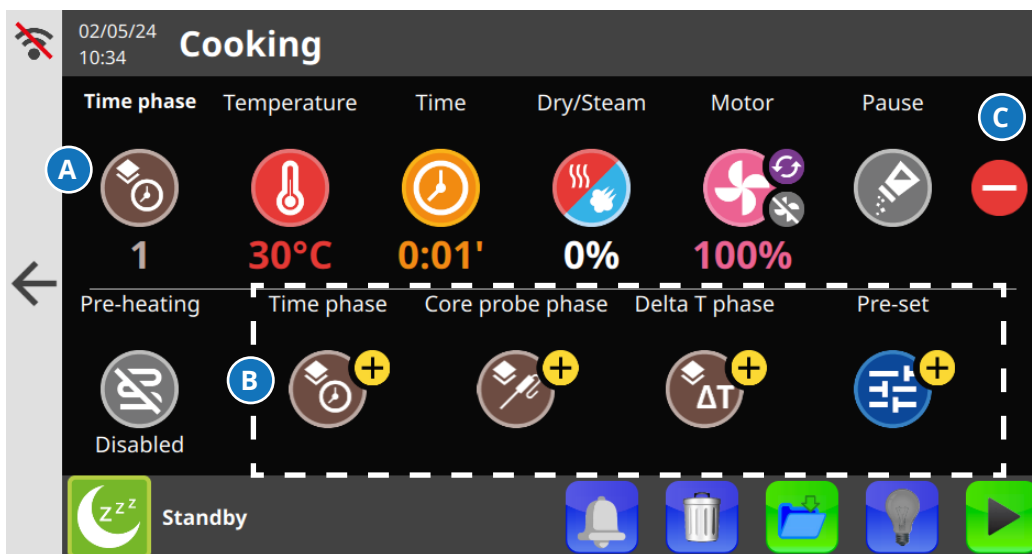 02/05/24
10:34
Cooking
Time phase Temperature Time Dry/Steam Motor Pause
C
A
1 30°C 0:01' 0% 100%
Pre-heating Time phase Core probe phase Delta T phase Pre-set
B
ΔT
Disabled
zzz Standby